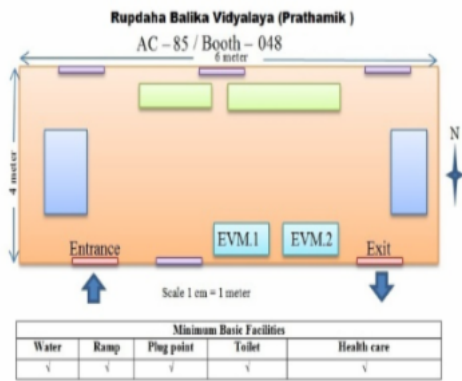 Rupdaha Balika Vidyalaya (Prathamik )
AC – 85 / Booth – 048
6 meter
4 meter
N
EVM.1 EVM.2
Entrance Exit
Scale 1 cm = 1 meter
Minimum Basic Facilities
Water Ramp Plug point Toilet Health care
√ √ √ √ √